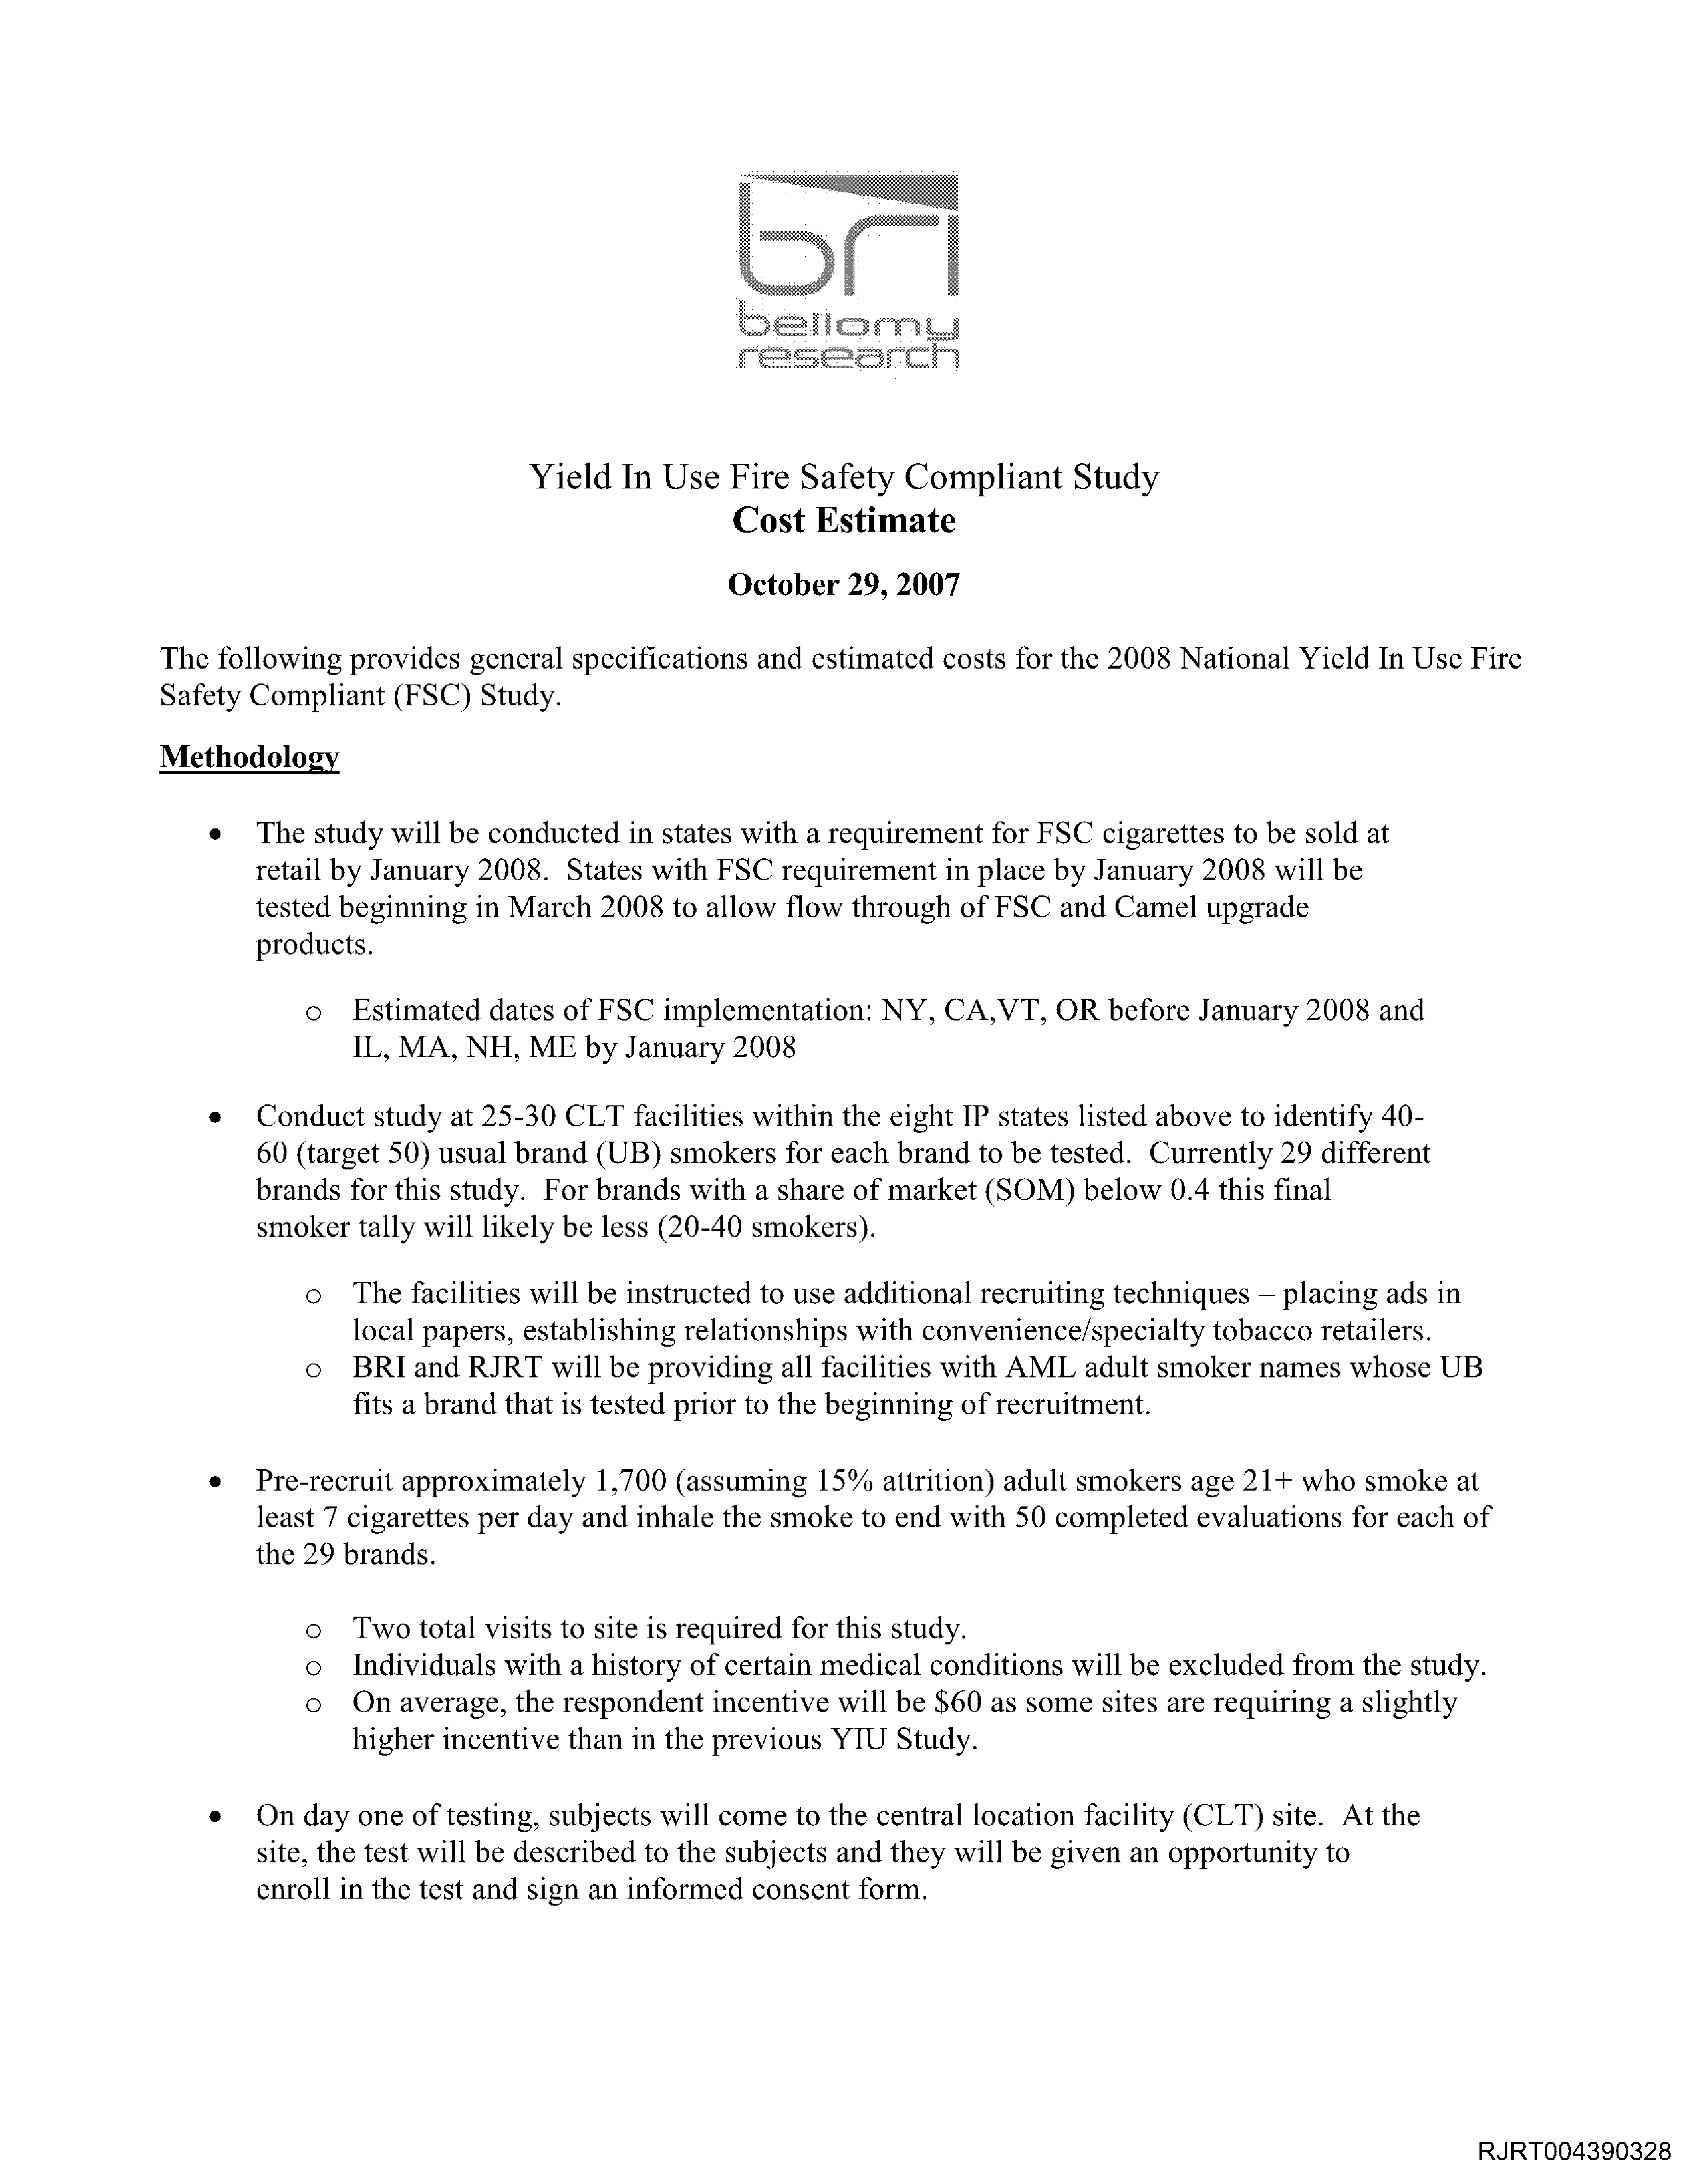 bri
bellomy
research
Yield In Use Fire Safety Compliant Study
Cost Estimate
October 29, 2007
The following provides general specifications and estimated costs for the 2008 National Yield In Use Fire
Safety Compliant (FSC) Study.
Methodology
• The study will be conducted in states with a requirement for FSC cigarettes to be sold at
retail by January 2008. States with FSC requirement in place by January 2008 will be
tested beginning in March 2008 to allow flow through of FSC and Camel upgrade
products.
o Estimated dates of FSC implementation: NY, CA,VT, OR before January 2008 and
IL, MA, NH, ME by January 2008
• Conduct study at 25-30 CLT facilities within the eight IP states listed above to identify 40-
60 (target 50) usual brand (UB) smokers for each brand to be tested. Currently 29 different
brands for this study. For brands with a share of market (SOM) below 0.4 this final
smoker tally will likely be less (20-40 smokers).
o The facilities will be instructed to use additional recruiting techniques – placing ads in
local papers, establishing relationships with convenience/specialty tobacco retailers.
o BRI and RJRT will be providing all facilities with AML adult smoker names whose UB
fits a brand that is tested prior to the beginning of recruitment.
• Pre-recruit approximately 1,700 (assuming 15% attrition) adult smokers age 21+ who smoke at
least 7 cigarettes per day and inhale the smoke to end with 50 completed evaluations for each of
the 29 brands.
o Two total visits to site is required for this study.
o Individuals with a history of certain medical conditions will be excluded from the study.
o On average, the respondent incentive will be $60 as some sites are requiring a slightly
higher incentive than in the previous YIU Study.
• On day one of testing, subjects will come to the central location facility (CLT) site. At the
site, the test will be described to the subjects and they will be given an opportunity to
enroll in the test and sign an informed consent form.
RJRT004390328